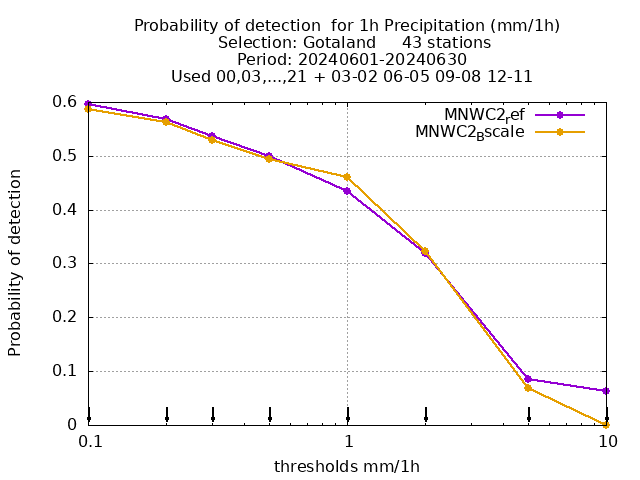 Probability of detection  for 1h Precipitation (mm/1h)
Selection: Gotaland     43 stations
Period: 20240601-20240630
Used 00,03,...,21 + 03-02 06-05 09-08 12-11
MNWC2ref
MNWC2Bscale
Probability of detection
0.6
0.5
0.4
0.3
0.2
0.1
0
0.1
1
10
thresholds mm/1h